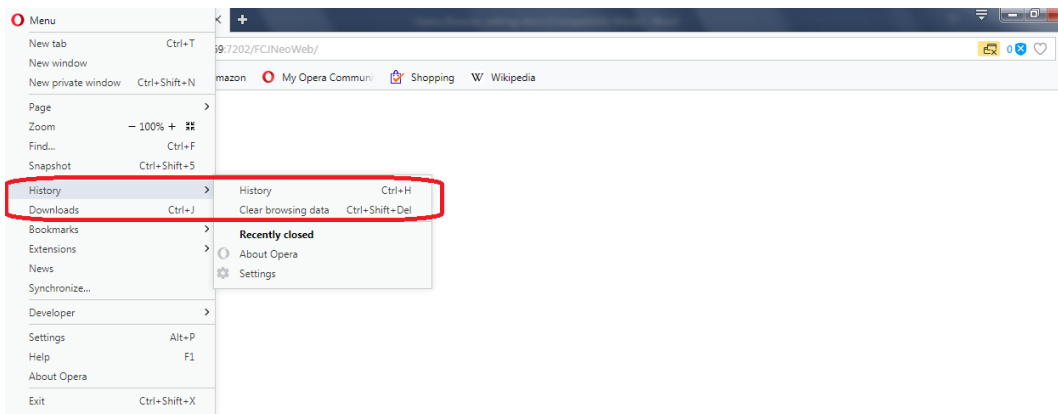 Menu
New tab Ctrl+T
New window
New private window Ctrl+Shift+N
Page
Zoom − 100% +
Find... Ctrl+F
Snapshot Ctrl+Shift+5
History
Downloads Ctrl+J
Bookmarks
Extensions
News
Synchronize...
Developer
Settings Alt+P
Help F1
About Opera
Exit Ctrl+Shift+X
History Ctrl+H
Clear browsing data Ctrl+Shift+Del
Recently closed
About Opera
Settings
9:7202/FCJNeoWeb/
0
mazon My Opera Communi Shopping W Wikipedia